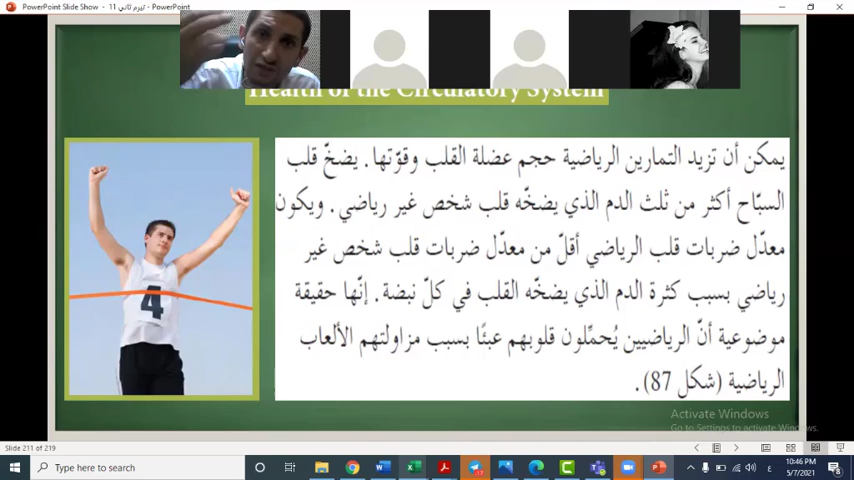 PowerPoint Slide Show - 11 تيرم ثاني - PowerPoint
Health of the Circulatory System
يمكن أن تزيد التمارين الرياضية حجم عضلة القلب وقوّتها. يضخّ قلب
السبّاح أكثر من ثلث الدم الذي يضخّه قلب شخص غير رياضي. ويكون
معدّل ضربات قلب الرياضي أقلّ من معدّل ضربات قلب شخص غير
رياضي بسبب كثرة الدم الذي يضخّه القلب في كلّ نبضة. إنّها حقيقة
موضوعية أنّ الرياضيين يُحمِّلون قلوبهم عبئًا بسبب مزاولتهم الألعاب
الرياضية (شكل 87).
4
Activate Windows
Go to Settings to activate Windows.
Slide 211 of 219
Type here to search
17
ع
10:46 PM
5/7/2021
8